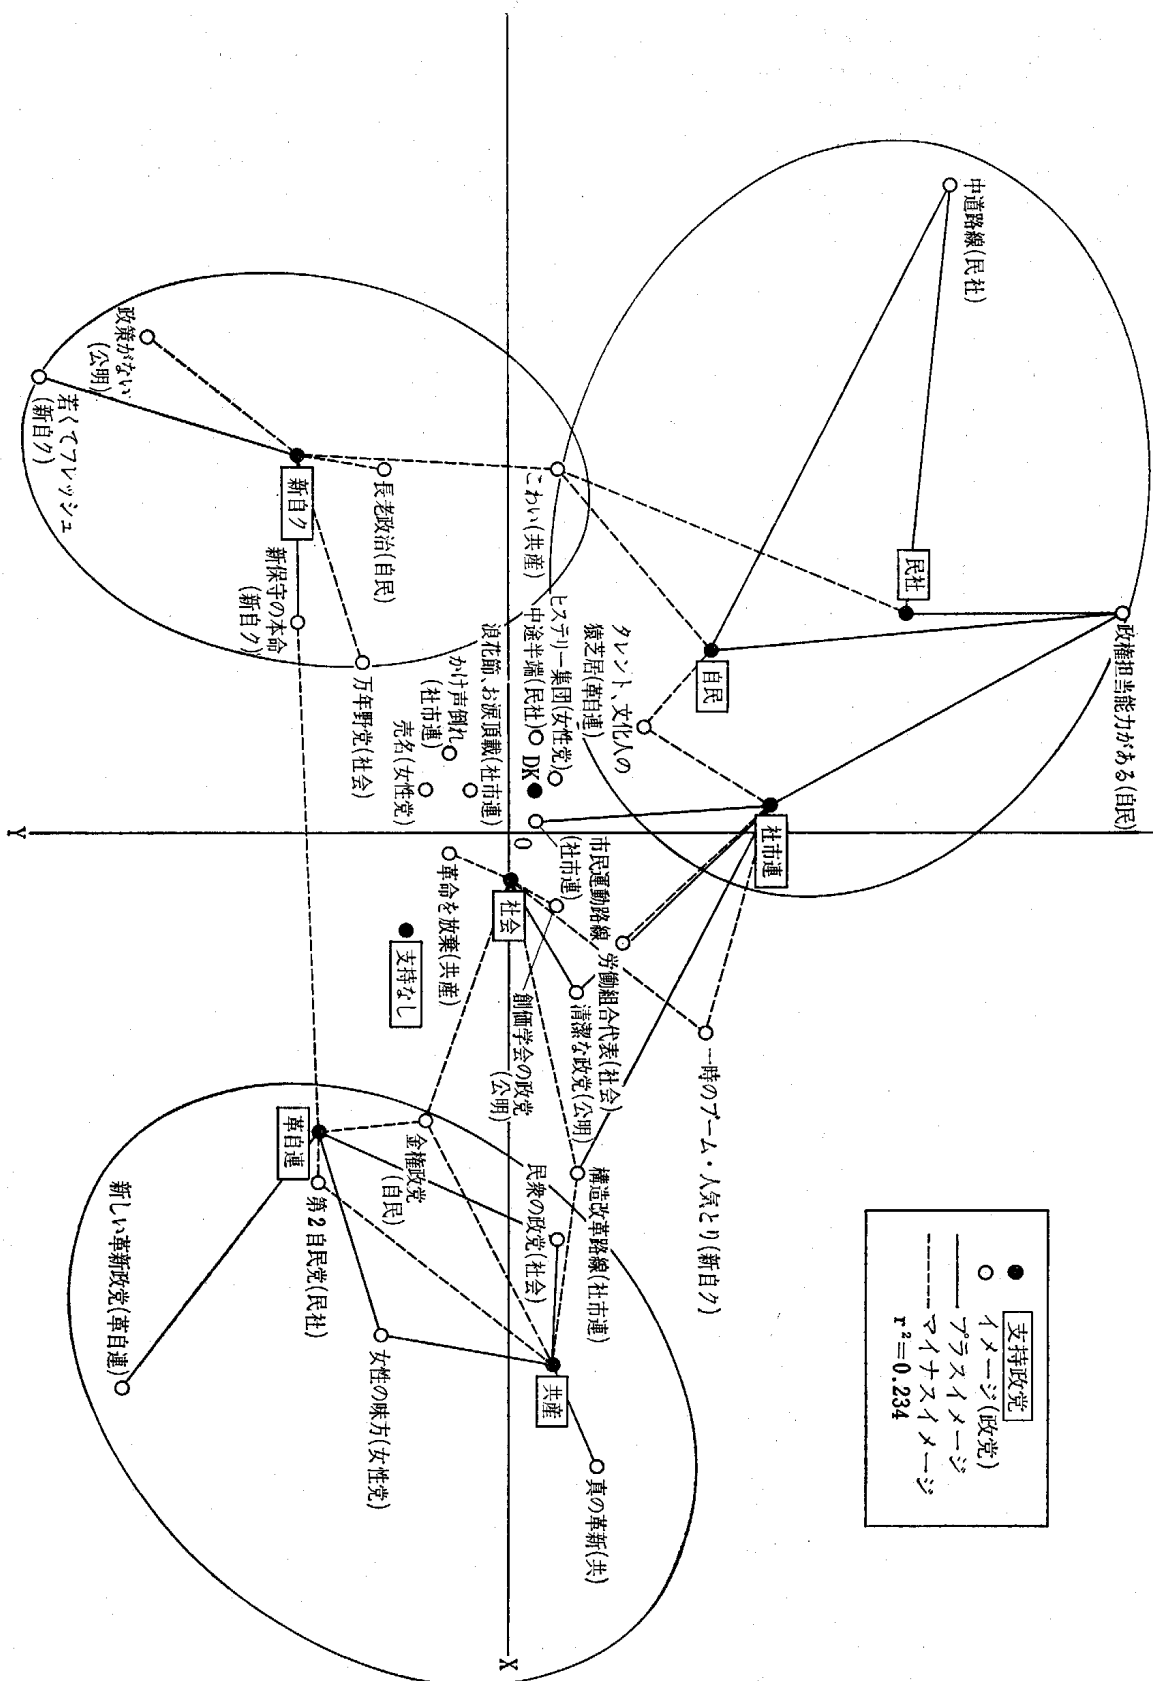 支持政党
イメージ(政党)
プラスイメージ
マイナスイメージ
r²=0.234
政権担当能力がある(自民)
中道路線(民社)
民社
自民
社市連
タレント、文化人の
猿芝居(革自連)
こわい(共産)
ヒステリー集団(女性党)
中途半端(民社)
DK
浪花節、お涙頂載(社市連)
かけ声倒れ
(社市連)
売名(女性党)
長老政治(自民)
新自ク
政策がない
(公明)
若くてフレッシュ
(新自ク)
新保守の本命
(新自ク)
万年野党(社会)
Y
0
X
市民運動路線
(社市連)
一時のブーム・人気とり(新自ク)
労働組合代表(社会)
清潔な政党(公明)
創価学会の政党
(公明)
社会
革命を放棄(共産)
支持なし
構造改革路線(社市連)
民衆の政党(社会)
金権政党
(自民)
革自連
第2自民党(民社)
新しい革新政党(革自連)
女性の味方(女性党)
共産
真の革新(共)